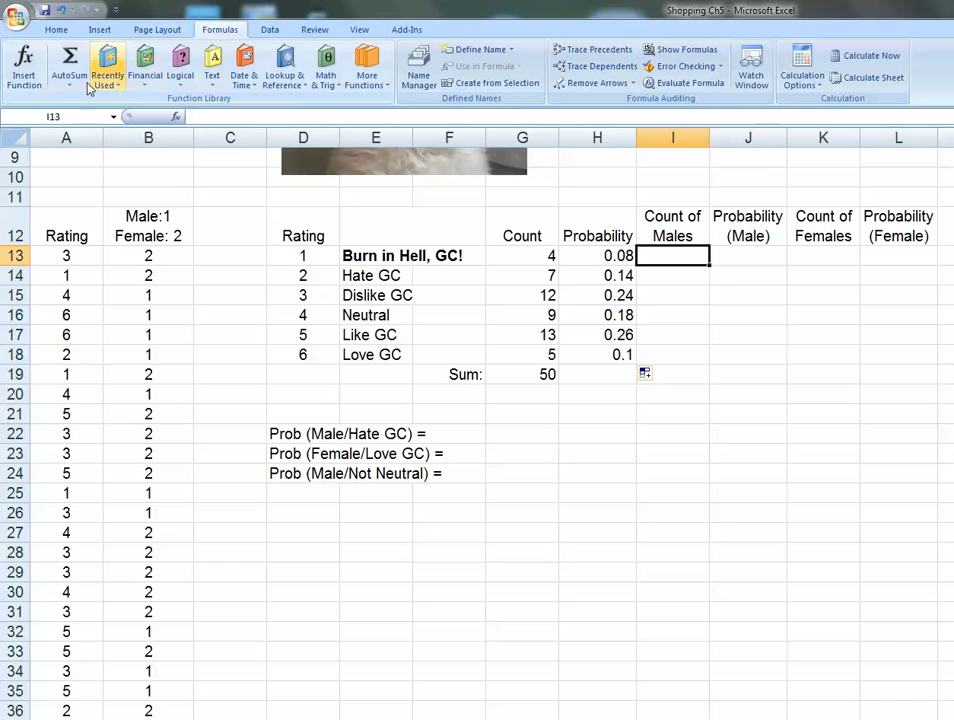 Shopping Ch5 - Microsoft Excel
Home Insert Page Layout Formulas Data Review View Add-Ins
fx Insert Function
Σ AutoSum
Recently Used
Financial
Logical
Text
Date & Time
Lookup & Reference
Math & Trig
More Functions
Function Library
Name Manager
Define Name
Use in Formula
Create from Selection
Defined Names
Trace Precedents
Trace Dependents
Remove Arrows
Show Formulas
Error Checking
Evaluate Formula
Formula Auditing
Watch Window
Calculation Options
Calculate Now
Calculate Sheet
Calculation
I13 fx
A B C D E F G H I J K L
9
10
11
Male:1 Count of Probability Count of Probability
12 Rating Female: 2 Rating Count Probability Males (Male) Females (Female)
13 3 2 1 Burn in Hell, GC! 4 0.08
14 1 2 2 Hate GC 7 0.14
15 4 1 3 Dislike GC 12 0.24
16 6 1 4 Neutral 9 0.18
17 6 1 5 Like GC 13 0.26
18 2 1 6 Love GC 5 0.1
19 1 2 Sum: 50
20 4 1
21 5 2
22 3 2 Prob (Male/Hate GC) =
23 3 2 Prob (Female/Love GC) =
24 5 2 Prob (Male/Not Neutral) =
25 1 1
26 3 1
27 4 2
28 3 2
29 3 2
30 4 2
31 3 2
32 5 1
33 5 2
34 3 1
35 5 1
36 2 2